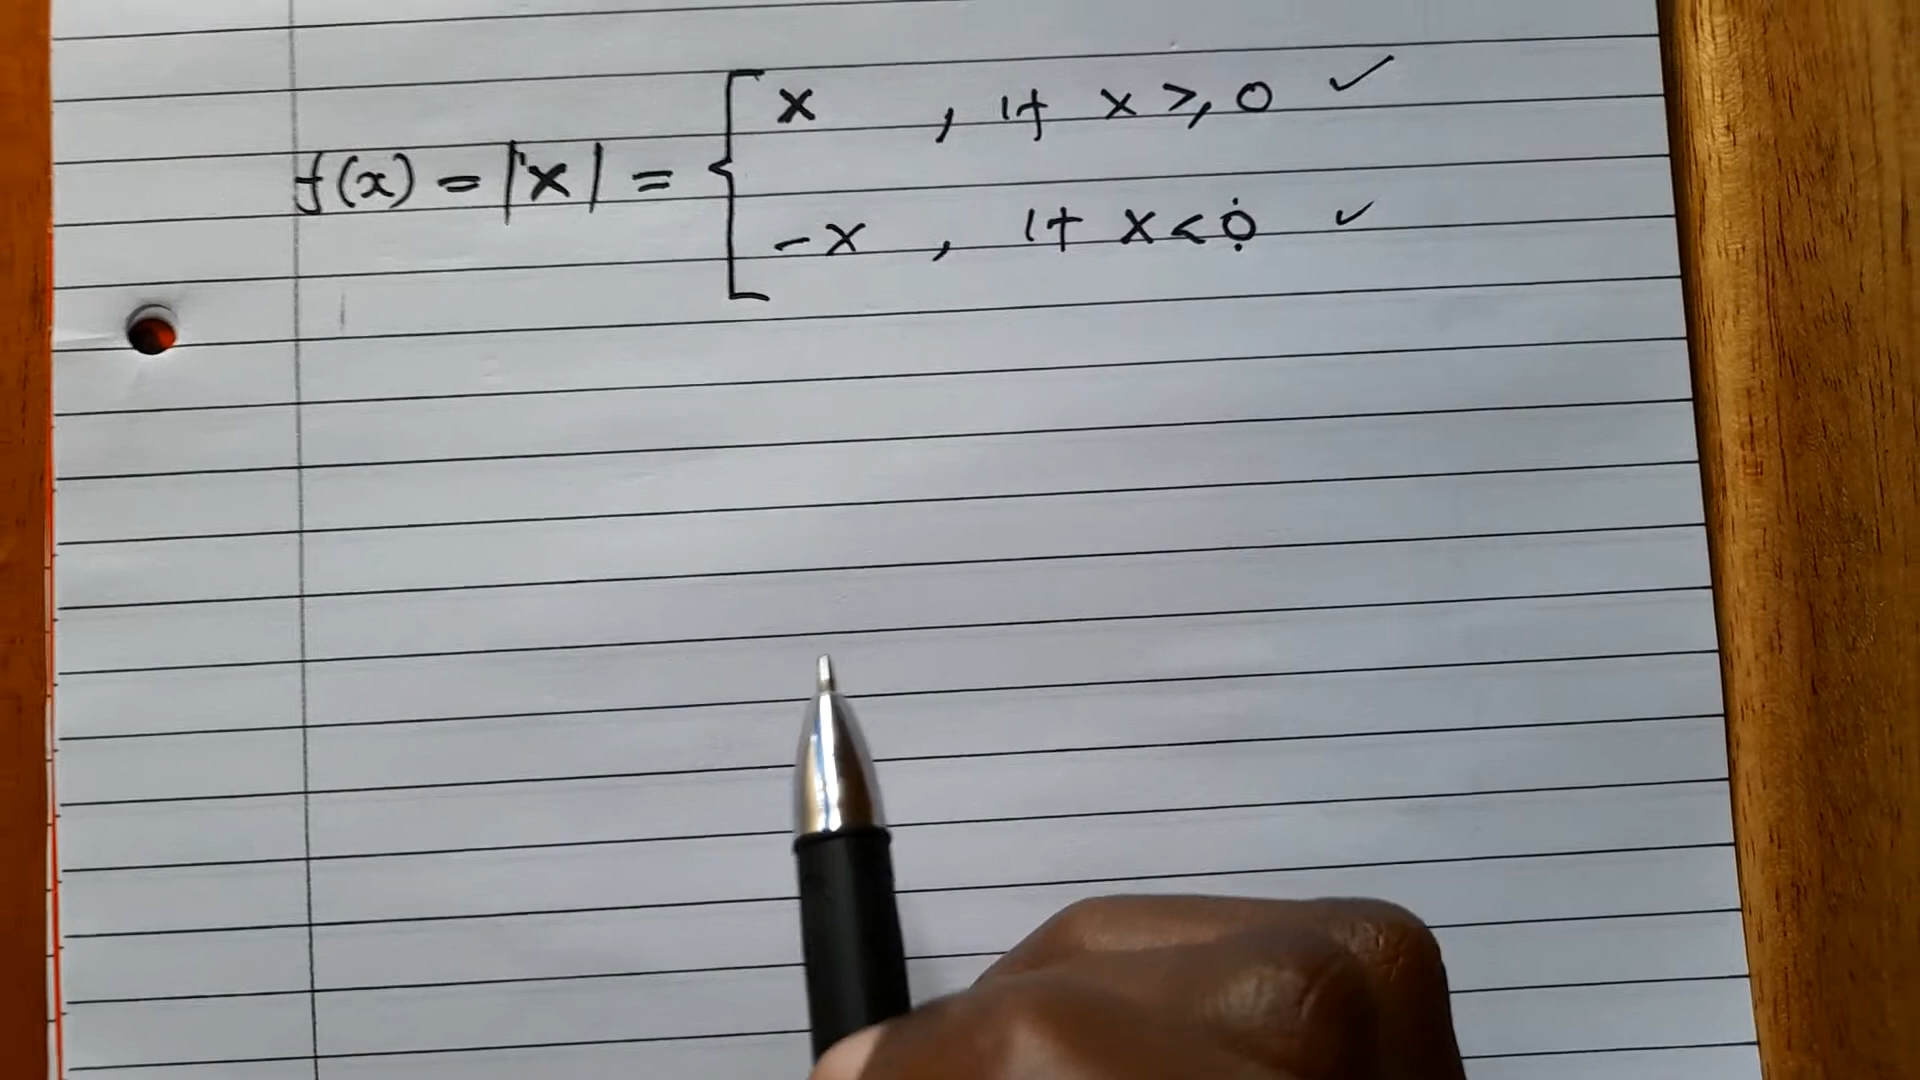 x , if x ≥ 0 ✓
f(x) = |x| = {
-x , if x < 0 ✓